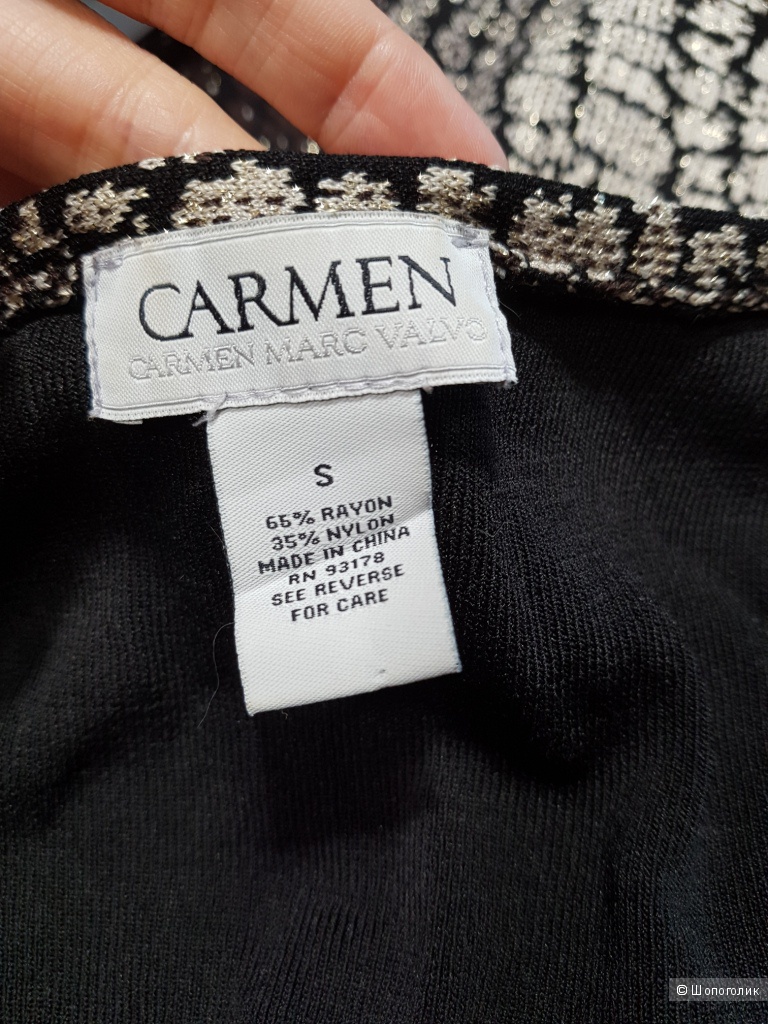 CARMEN
CARMEN MARC VALVO
S
65% RAYON
35% NYLON
MADE IN CHINA
RN 93178
SEE REVERSE
FOR CARE
© Шопоголик